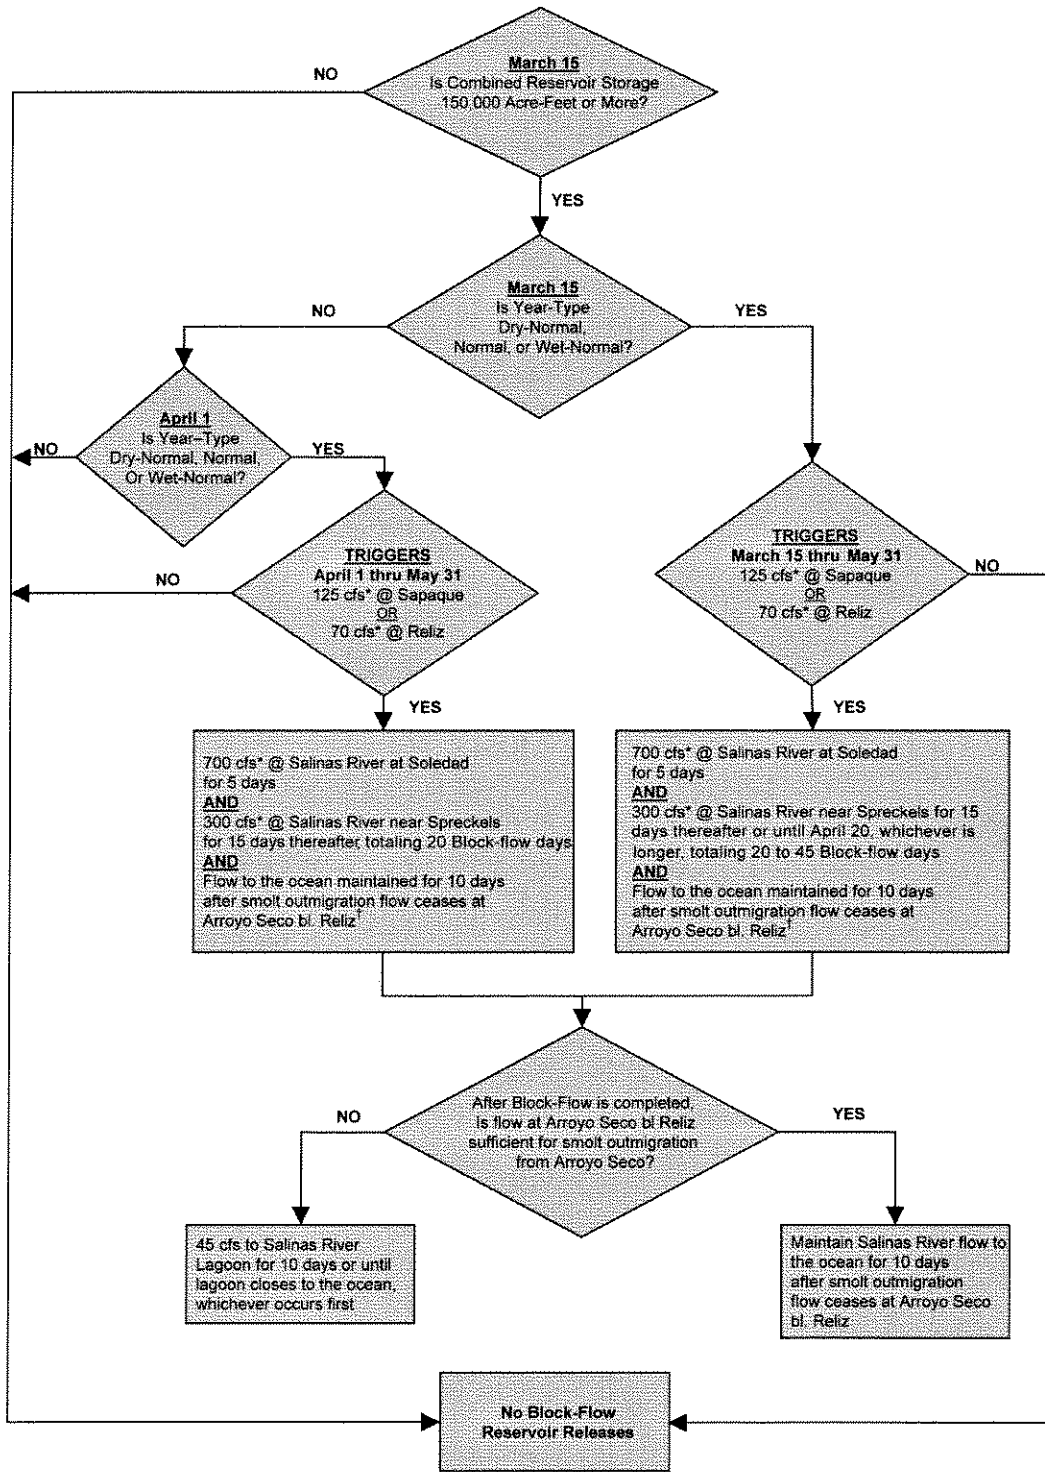 March 15
Is Combined Reservoir Storage
150,000 Acre-Feet or More?
NO
YES
March 15
Is Year-Type
Dry-Normal,
Normal, or Wet-Normal?
NO
YES
April 1
Is Year–Type
Dry-Normal, Normal,
Or Wet-Normal?
NO
YES
TRIGGERS
April 1 thru May 31
125 cfs* @ Sapaque
OR
70 cfs* @ Reliz
NO
YES
TRIGGERS
March 15 thru May 31
125 cfs* @ Sapaque
OR
70 cfs* @ Reliz
NO
YES
700 cfs* @ Salinas River at Soledad
for 5 days
AND
300 cfs* @ Salinas River near Spreckels
for 15 days thereafter, totaling 20 Block-flow days
AND
Flow to the ocean maintained for 10 days
after smolt outmigration flow ceases at
Arroyo Seco bl. Reliz†
700 cfs* @ Salinas River at Soledad
for 5 days
AND
300 cfs* @ Salinas River near Spreckels for 15
days thereafter or until April 20, whichever is
longer, totaling 20 to 45 Block-flow days
AND
Flow to the ocean maintained for 10 days
after smolt outmigration flow ceases at
Arroyo Seco bl. Reliz†
After Block-Flow is completed,
Is flow at Arroyo Seco bl Reliz
sufficient for smolt outmigration
from Arroyo Seco?
NO
YES
45 cfs to Salinas River
Lagoon for 10 days or until
lagoon closes to the ocean,
whichever occurs first
Maintain Salinas River flow to
the ocean for 10 days
after smolt outmigration
flow ceases at Arroyo Seco
bl. Reliz
No Block-Flow
Reservoir Releases